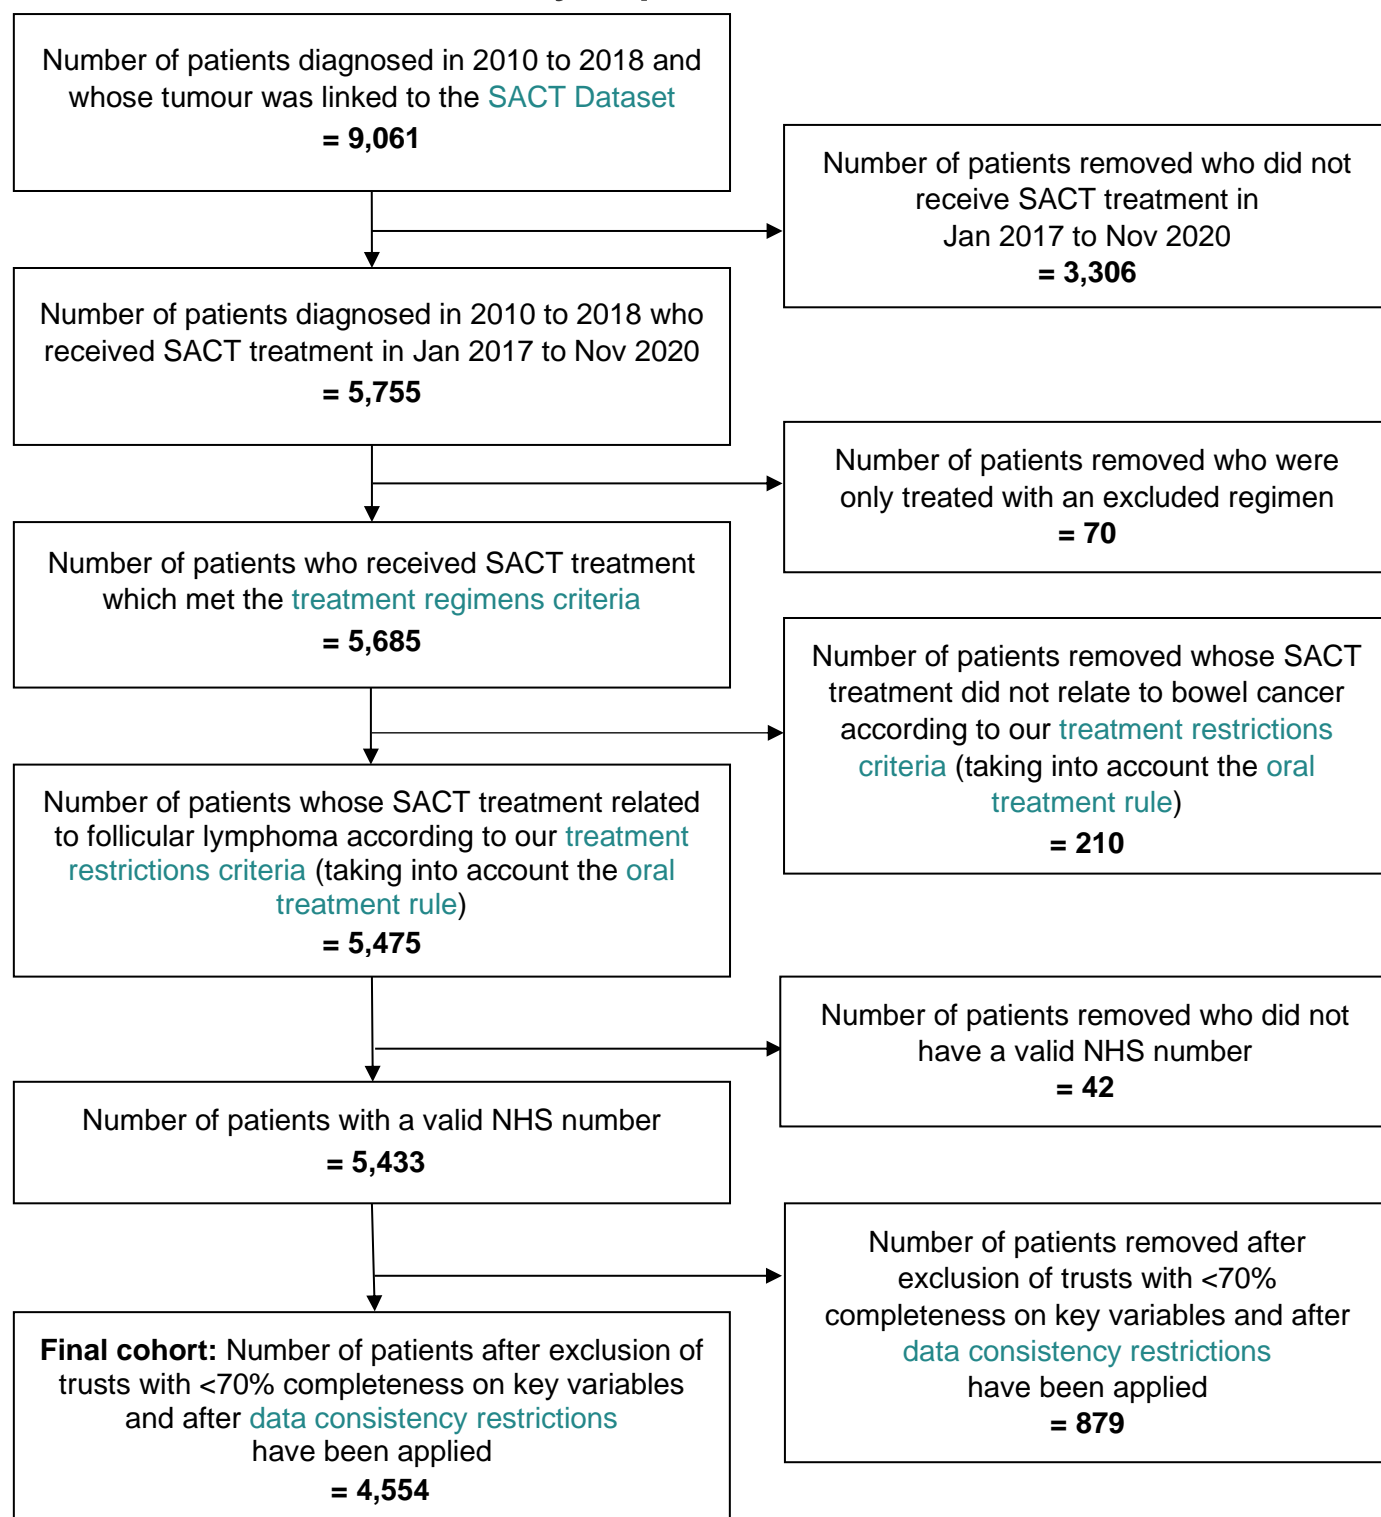 Number of patients diagnosed in 2010 to 2018 and
whose tumour was linked to the SACT Dataset
= 9,061
Number of patients removed who did not
receive SACT treatment in
Jan 2017 to Nov 2020
= 3,306
Number of patients diagnosed in 2010 to 2018 who
received SACT treatment in Jan 2017 to Nov 2020
= 5,755
Number of patients removed who were
only treated with an excluded regimen
= 70
Number of patients who received SACT treatment
which met the treatment regimens criteria
= 5,685
Number of patients removed whose SACT
treatment did not relate to bowel cancer
according to our treatment restrictions
criteria (taking into account the oral
treatment rule)
= 210
Number of patients whose SACT treatment related
to follicular lymphoma according to our treatment
restrictions criteria (taking into account the oral
treatment rule)
= 5,475
Number of patients removed who did not
have a valid NHS number
= 42
Number of patients with a valid NHS number
= 5,433
Number of patients removed after
exclusion of trusts with <70%
completeness on key variables and after
data consistency restrictions
have been applied
= 879
Final cohort: Number of patients after exclusion of
trusts with <70% completeness on key variables
and after data consistency restrictions
have been applied
= 4,554